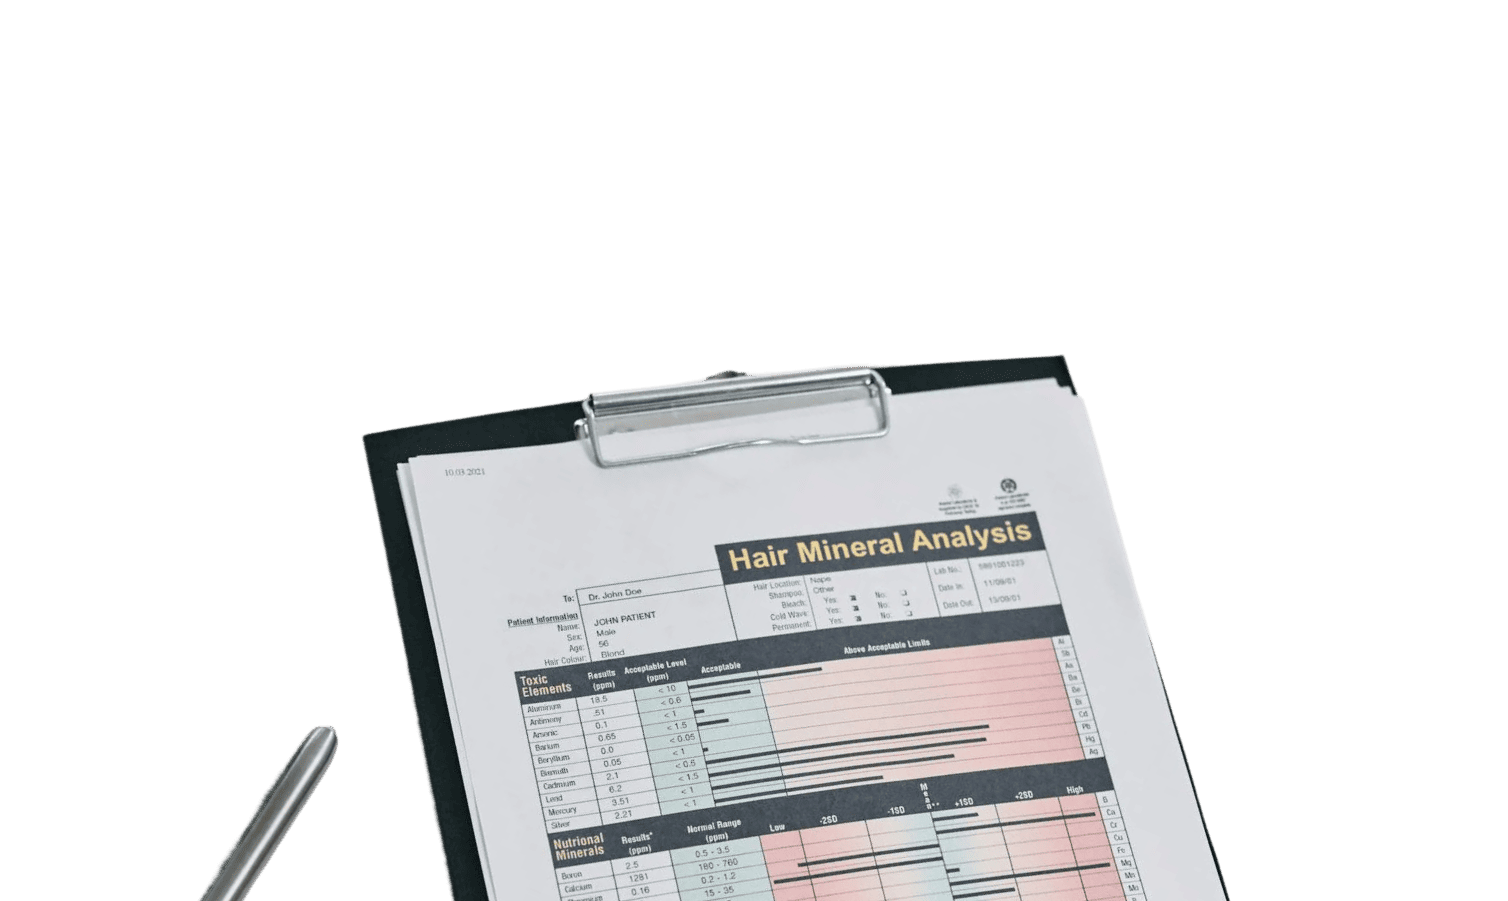 10.03.2021
Hair Mineral Analysis
To: Dr. John Doe
Patient Information
Name: JOHN PATIENT
Sex: Male
Age: 56
Hair Colour: Blond
Hair Location: Nape
Shampoo: Other
Bleach: Yes: No:
Cold Wave: Yes: No:
Permanent: Yes: No:
Lab No.:
Date In: 11/09/01
Date Out: 13/09/01
Toxic Elements Results (ppm) Acceptable Level (ppm) Acceptable Above Acceptable Limits
Aluminum 18.5 < 10 Al
Antimony .51 < 0.6 Sb
Arsenic 0.1 < 1 As
Barium 0.65 < 1.5 Ba
Beryllium 0.0 < 0.05 Be
Bismuth 0.05 < 1 Bi
Cadmium 2.1 < 0.5 Cd
Lead 6.2 < 1.5 Pb
Mercury 3.51 < 1 Hg
Silver 2.21 < 1 Ag
Nutritional Minerals Results* (ppm) Normal Range (ppm) Low -2SD -1SD Mean** +1SD +2SD High
Boron 2.5 0.5 - 3.5 B
Calcium 1281 180 - 760 Ca
0.16 0.2 - 1.2 Cr
15 - 35 Cu
Fe
Mg
Mn
Mo